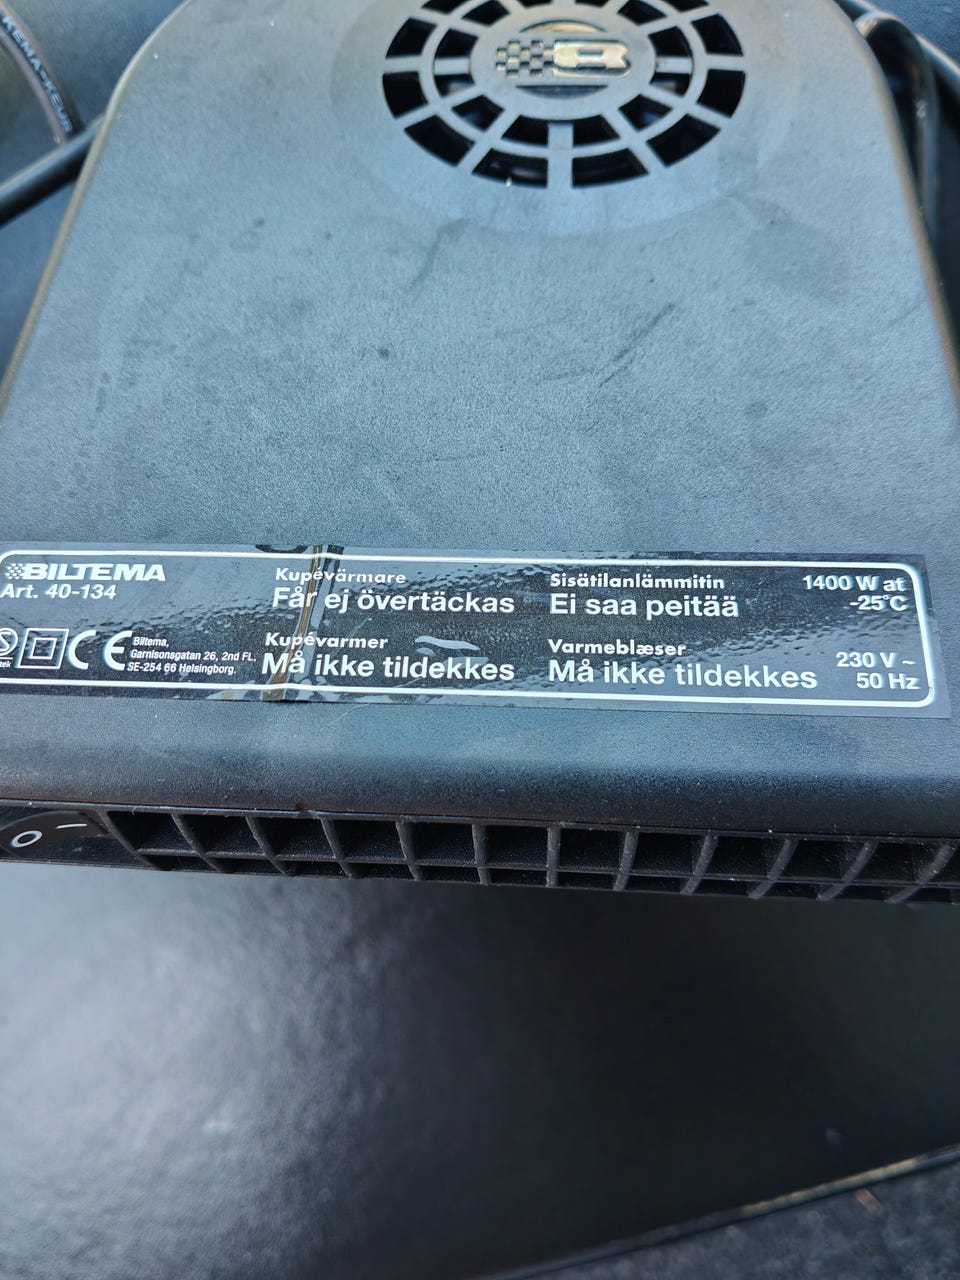 BILTEMA
Art. 40-134
Kupévärmare
Får ej övertäckas
Sisätilanlämmitin
Ei saa peitää
1400 W at
-25°C
CE
Biltema,
Garnisonsgatan 26, 2nd FL,
SE-254 66 Helsingborg.
Kupévarmer
Må ikke tildekkes
Varmeblæser
Må ikke tildekkes
230 V ~
50 Hz